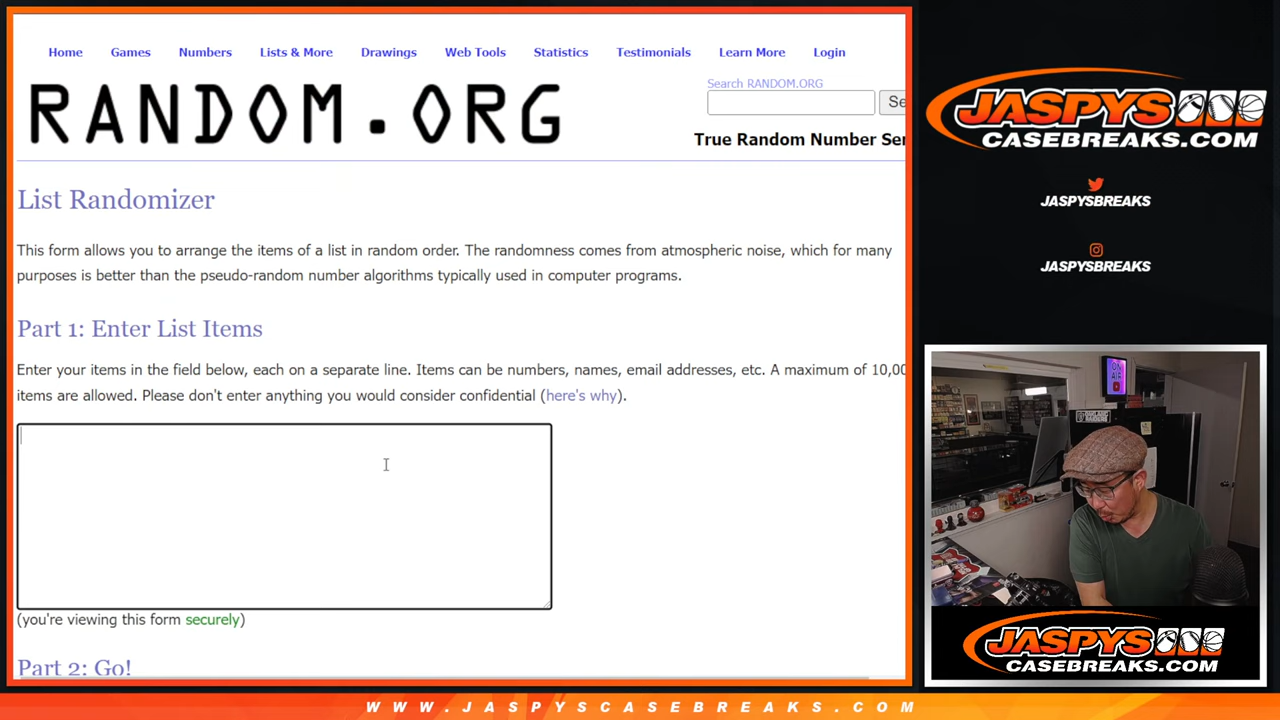 Home Games Numbers Lists & More Drawings Web Tools Statistics Testimonials Learn More Login
RANDOM.ORG
Search RANDOM.ORG
Se
True Random Number Ser
List Randomizer
This form allows you to arrange the items of a list in random order. The randomness comes from atmospheric noise, which for many
purposes is better than the pseudo-random number algorithms typically used in computer programs.
Part 1: Enter List Items
Enter your items in the field below, each on a separate line. Items can be numbers, names, email addresses, etc. A maximum of 10,00
items are allowed. Please don't enter anything you would consider confidential (here's why).
(you're viewing this form securely)
Part 2: Go!
JASPYS
CASEBREAKS.COM
JASPYSBREAKS
JASPYSBREAKS
ON
AIR
JASPYS
CASEBREAKS.COM
WWW.JASPYSCASEBREAKS.COM